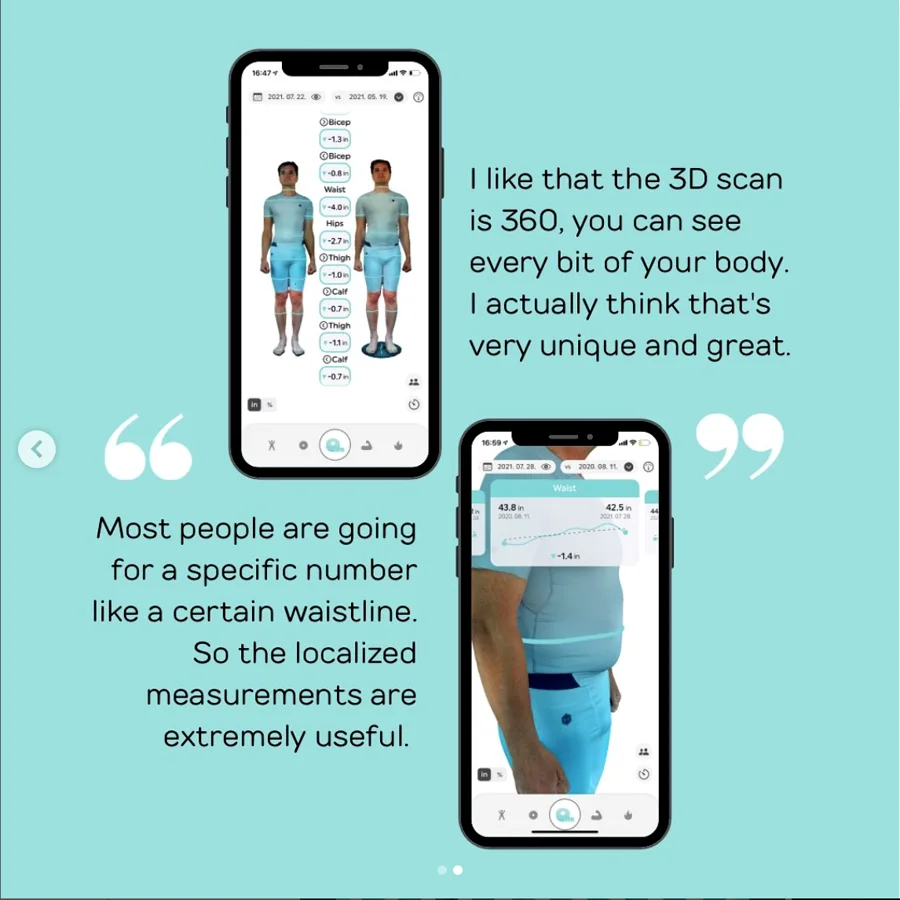 16:47
2021. 07. 22.
vs
2021. 05. 19.
Bicep
-1.3 in
Bicep
-0.8 in
Waist
-4.0 in
Hips
-2.7 in
Thigh
-1.0 in
Calf
-0.7 in
Thigh
-1.1 in
Calf
-0.7 in
in %
I like that the 3D scan
is 360, you can see
every bit of your body.
I actually think that's
very unique and great.
“
”
Most people are going
for a specific number
like a certain waistline.
So the localized
measurements are
extremely useful.
16:59
2021. 07. 28.
vs
2020. 08. 11.
Waist
43.8 in
2020. 08. 11.
42.5 in
2021. 07. 28.
-1.4 in
in
44
in %